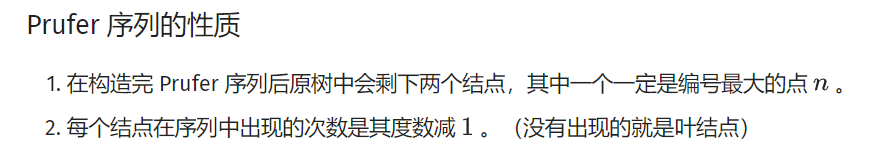 Prufer 序列的性质
1. 在构造完 Prufer 序列后原树中会剩下两个结点，其中一个一定是编号最大的点 n 。
2. 每个结点在序列中出现的次数是其度数减 1 。（没有出现的就是叶结点）